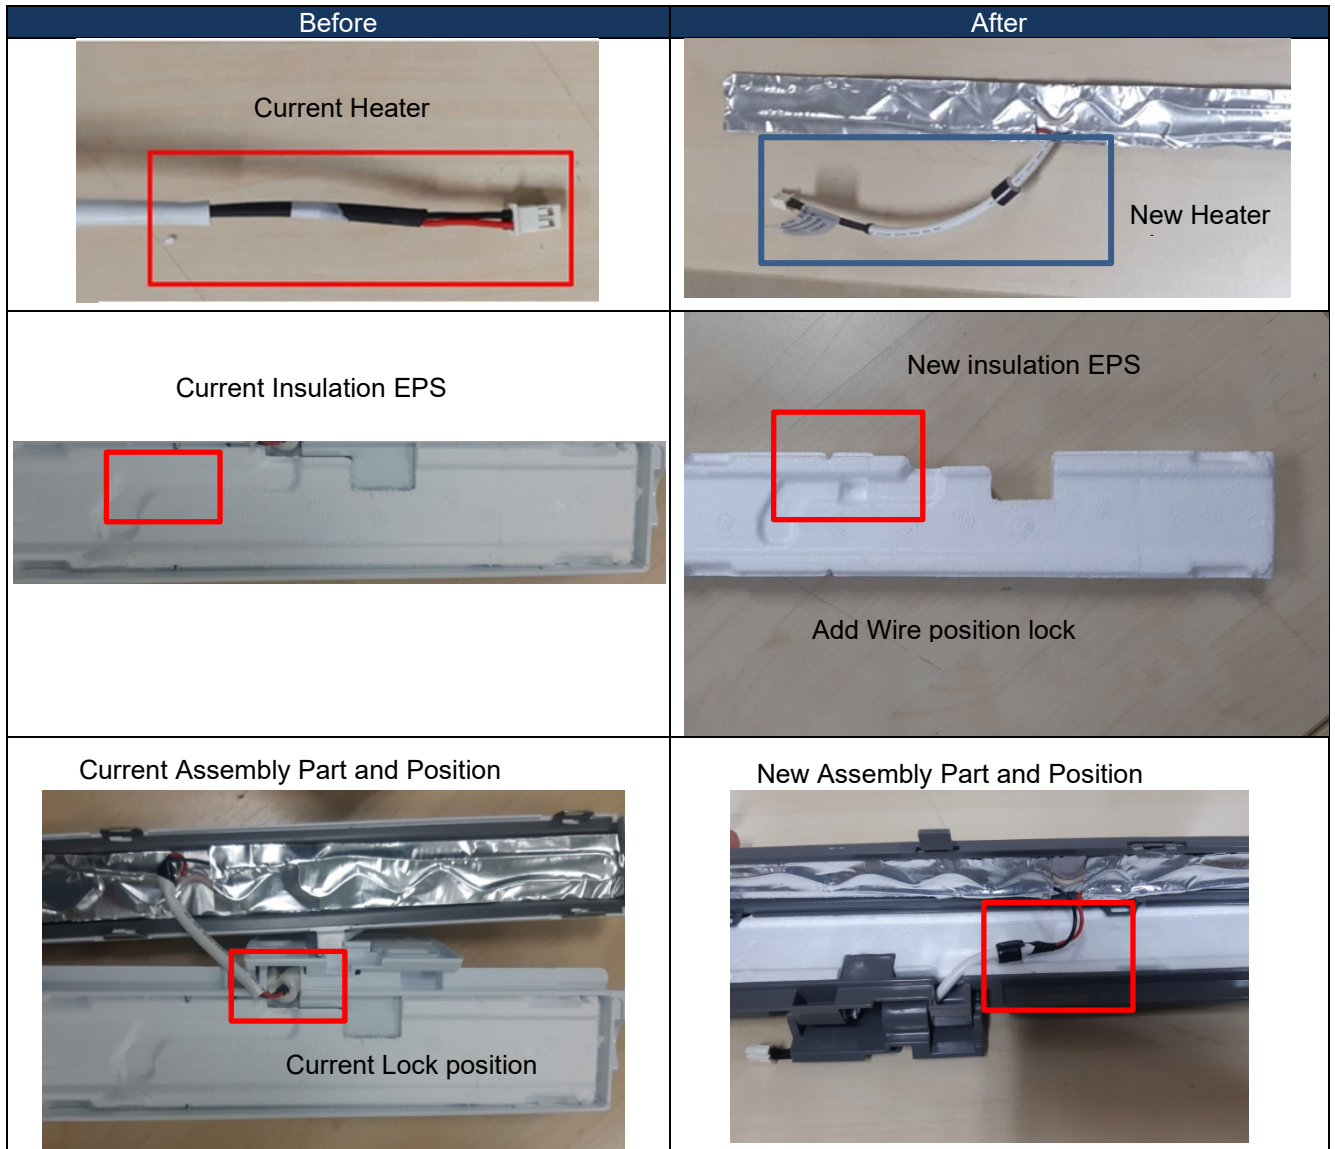 Before
After
Current Heater
New Heater
Current Insulation EPS
New insulation EPS
Add Wire position lock
Current Assembly Part and Position
New Assembly Part and Position
Current Lock position